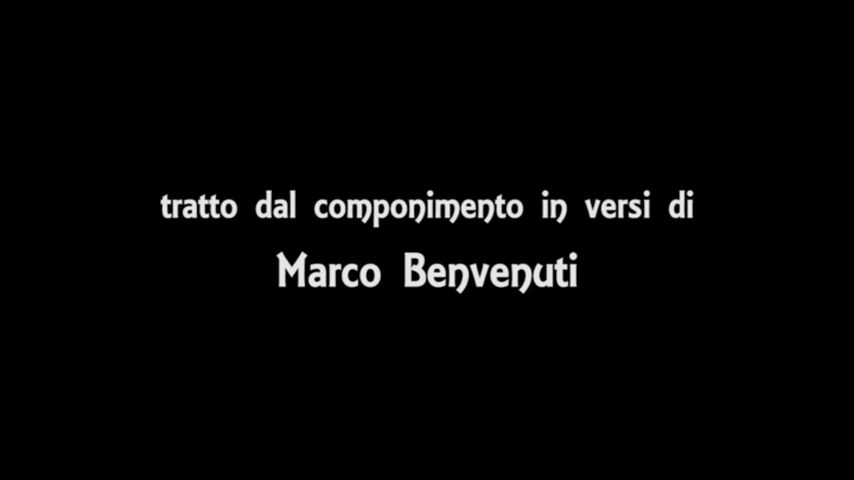 tratto dal componimento in versi di
Marco Benvenuti